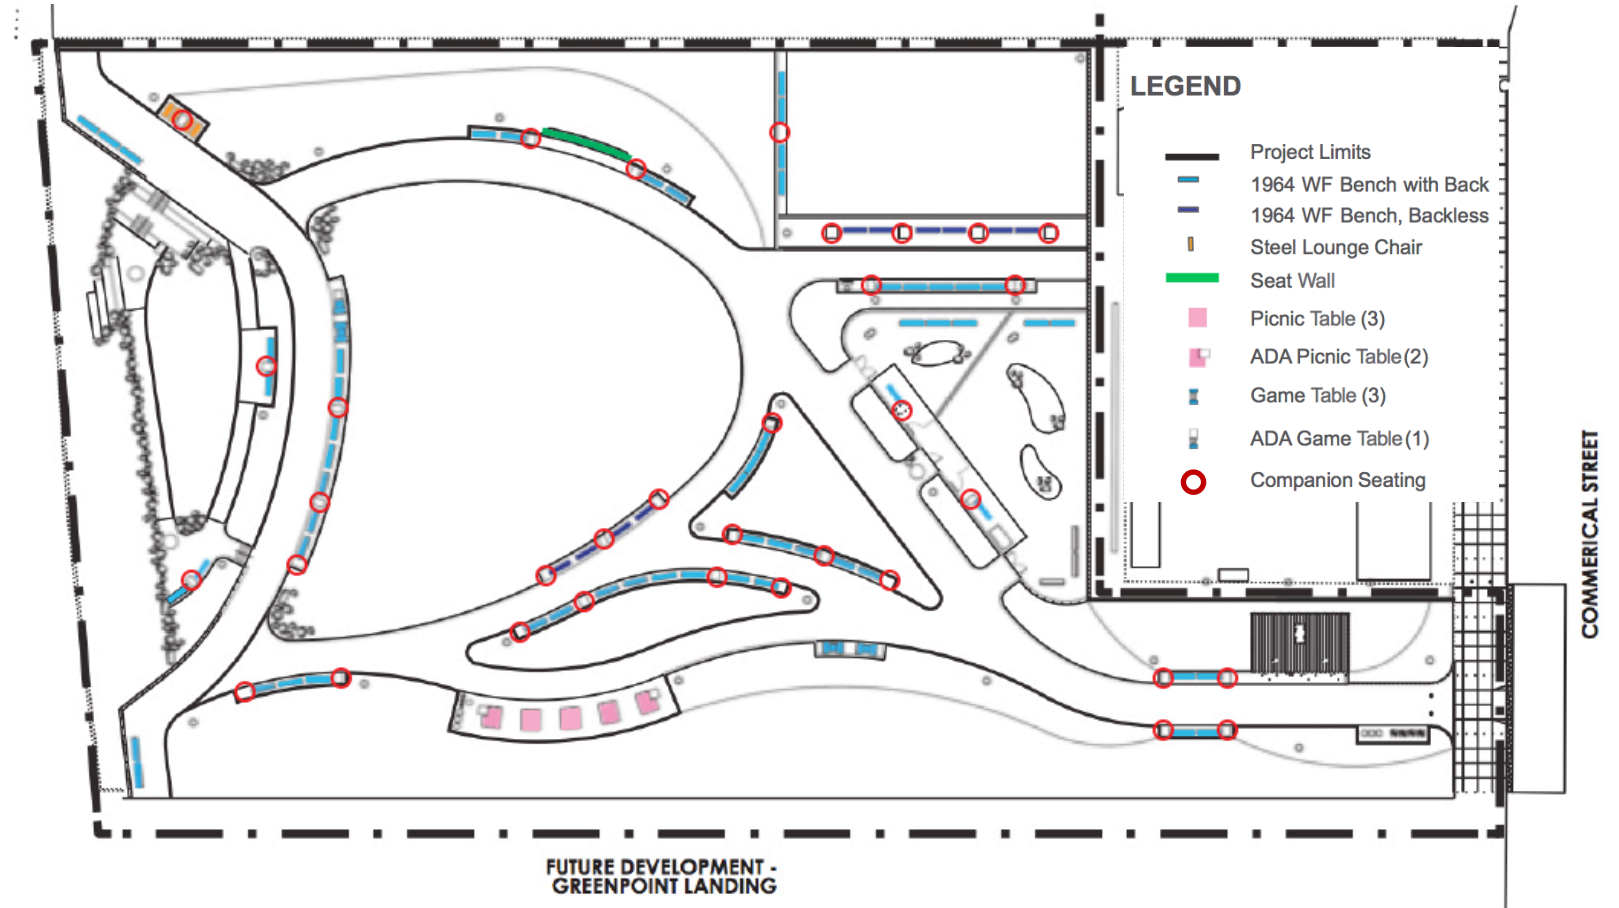 LEGEND
Project Limits
1964 WF Bench with Back
1964 WF Bench, Backless
Steel Lounge Chair
Seat Wall
Picnic Table (3)
ADA Picnic Table (2)
Game Table (3)
ADA Game Table (1)
Companion Seating
COMMERICAL STREET
FUTURE DEVELOPMENT -
GREENPOINT LANDING